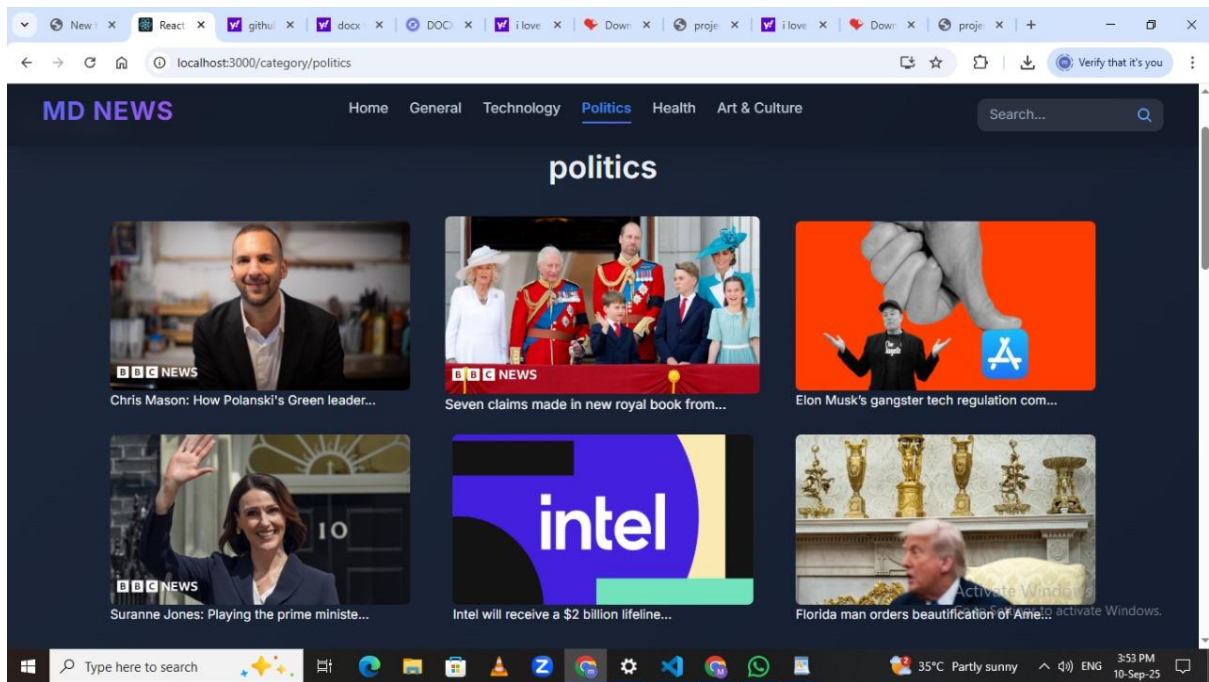 New t React githu docx DOC> i love Down proje i love Down proje
localhost:3000/category/politics Verify that it's you
MD NEWS Home General Technology Politics Health Art & Culture Search...
politics
BBC NEWS
BBC NEWS
Chris Mason: How Polanski's Green leader...
Seven claims made in new royal book from...
Elon Musk's gangster tech regulation com...
10
intel
BBC NEWS
Suranne Jones: Playing the prime ministe...
Intel will receive a $2 billion lifeline...
Florida man orders beautification of Ame...
Activate Windows
Go to Settings to activate Windows.
Type here to search 35°C Partly sunny ENG 3:53 PM
10-Sep-25